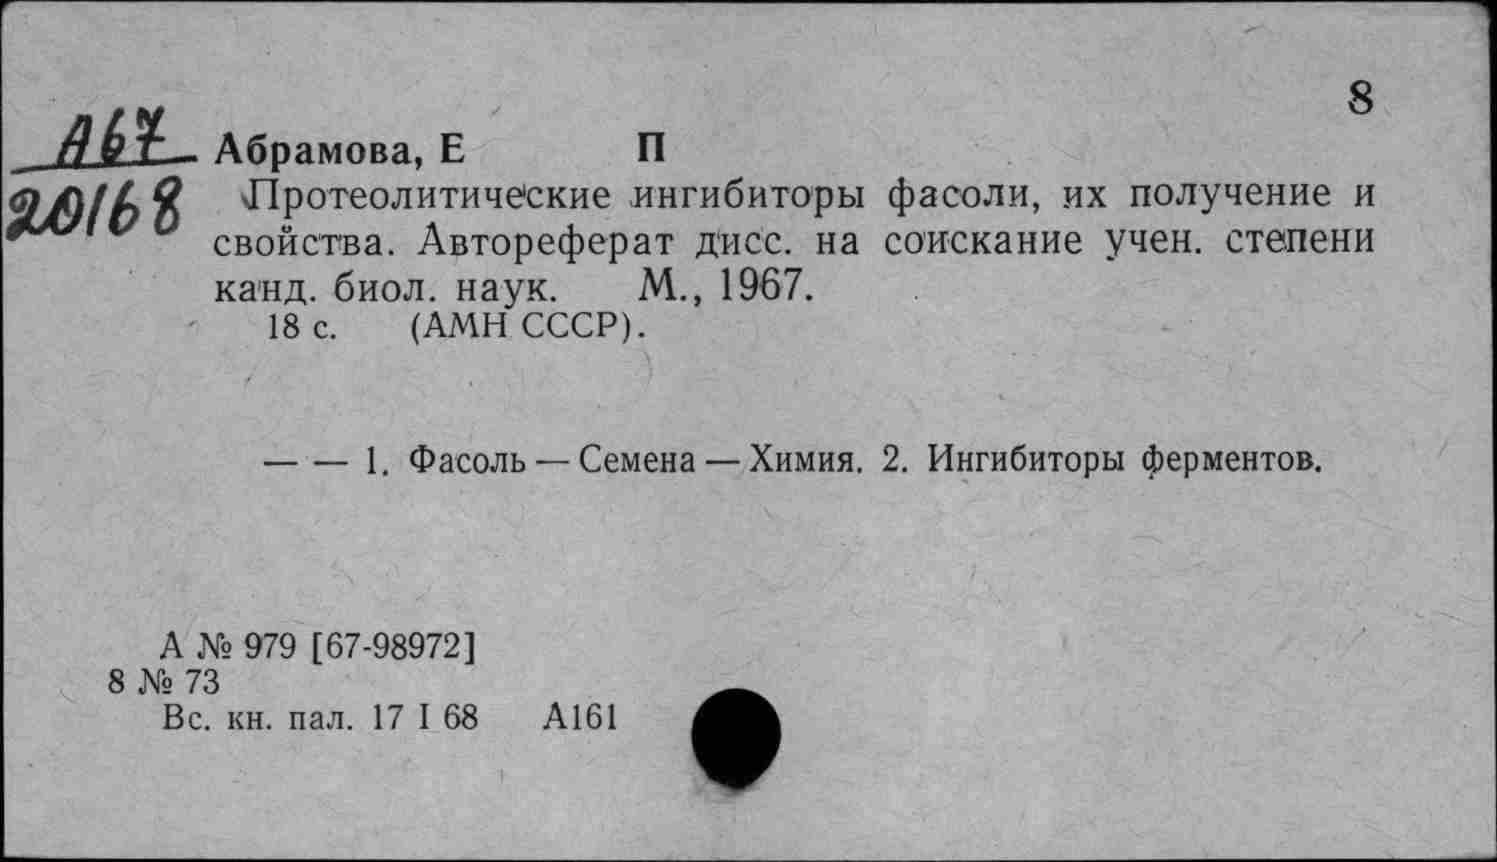 8
А67
20168
Абрамова, Е П
Протеолитические ингибиторы фасоли, их получение и
свойства. Автореферат дисс. на соискание учен. степени
канд. биол. наук. М., 1967.
18 с. (АМН СССР).
— — 1. Фасоль — Семена — Химия. 2. Ингибиторы ферментов.
А № 979 [67-98972]
8 № 73
Вс. кн. пал. 17 I 68 А161